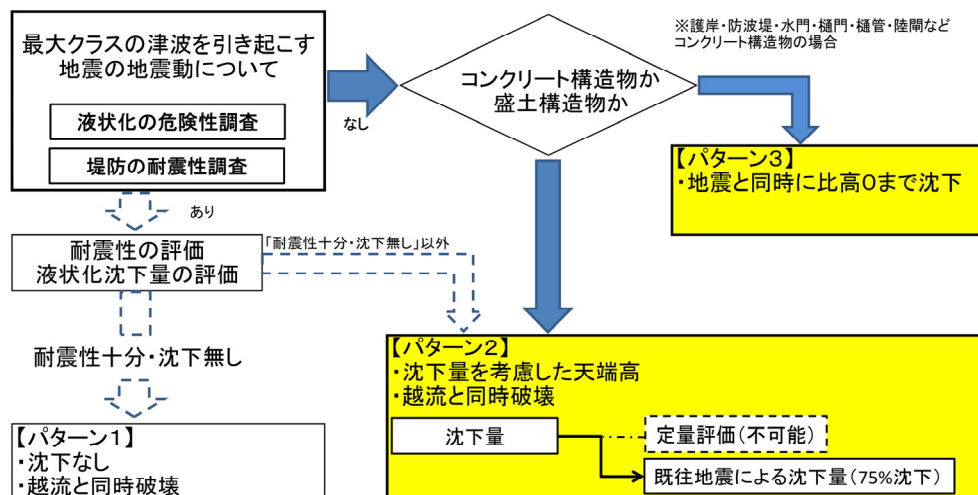 最大クラスの津波を引き起こす
地震の地震動について
液状化の危険性調査
堤防の耐震性調査
なし
コンクリート構造物か
盛土構造物か
※護岸・防波堤・水門・樋門・樋管・陸閘など
コンクリート構造物の場合
【パターン3】
・地震と同時に比高0まで沈下
あり
耐震性の評価
液状化沈下量の評価
「耐震性十分・沈下無し」以外
耐震性十分・沈下無し
【パターン1】
・沈下なし
・越流と同時破壊
【パターン2】
・沈下量を考慮した天端高
・越流と同時破壊
沈下量
定量評価(不可能)
既往地震による沈下量(75%沈下)